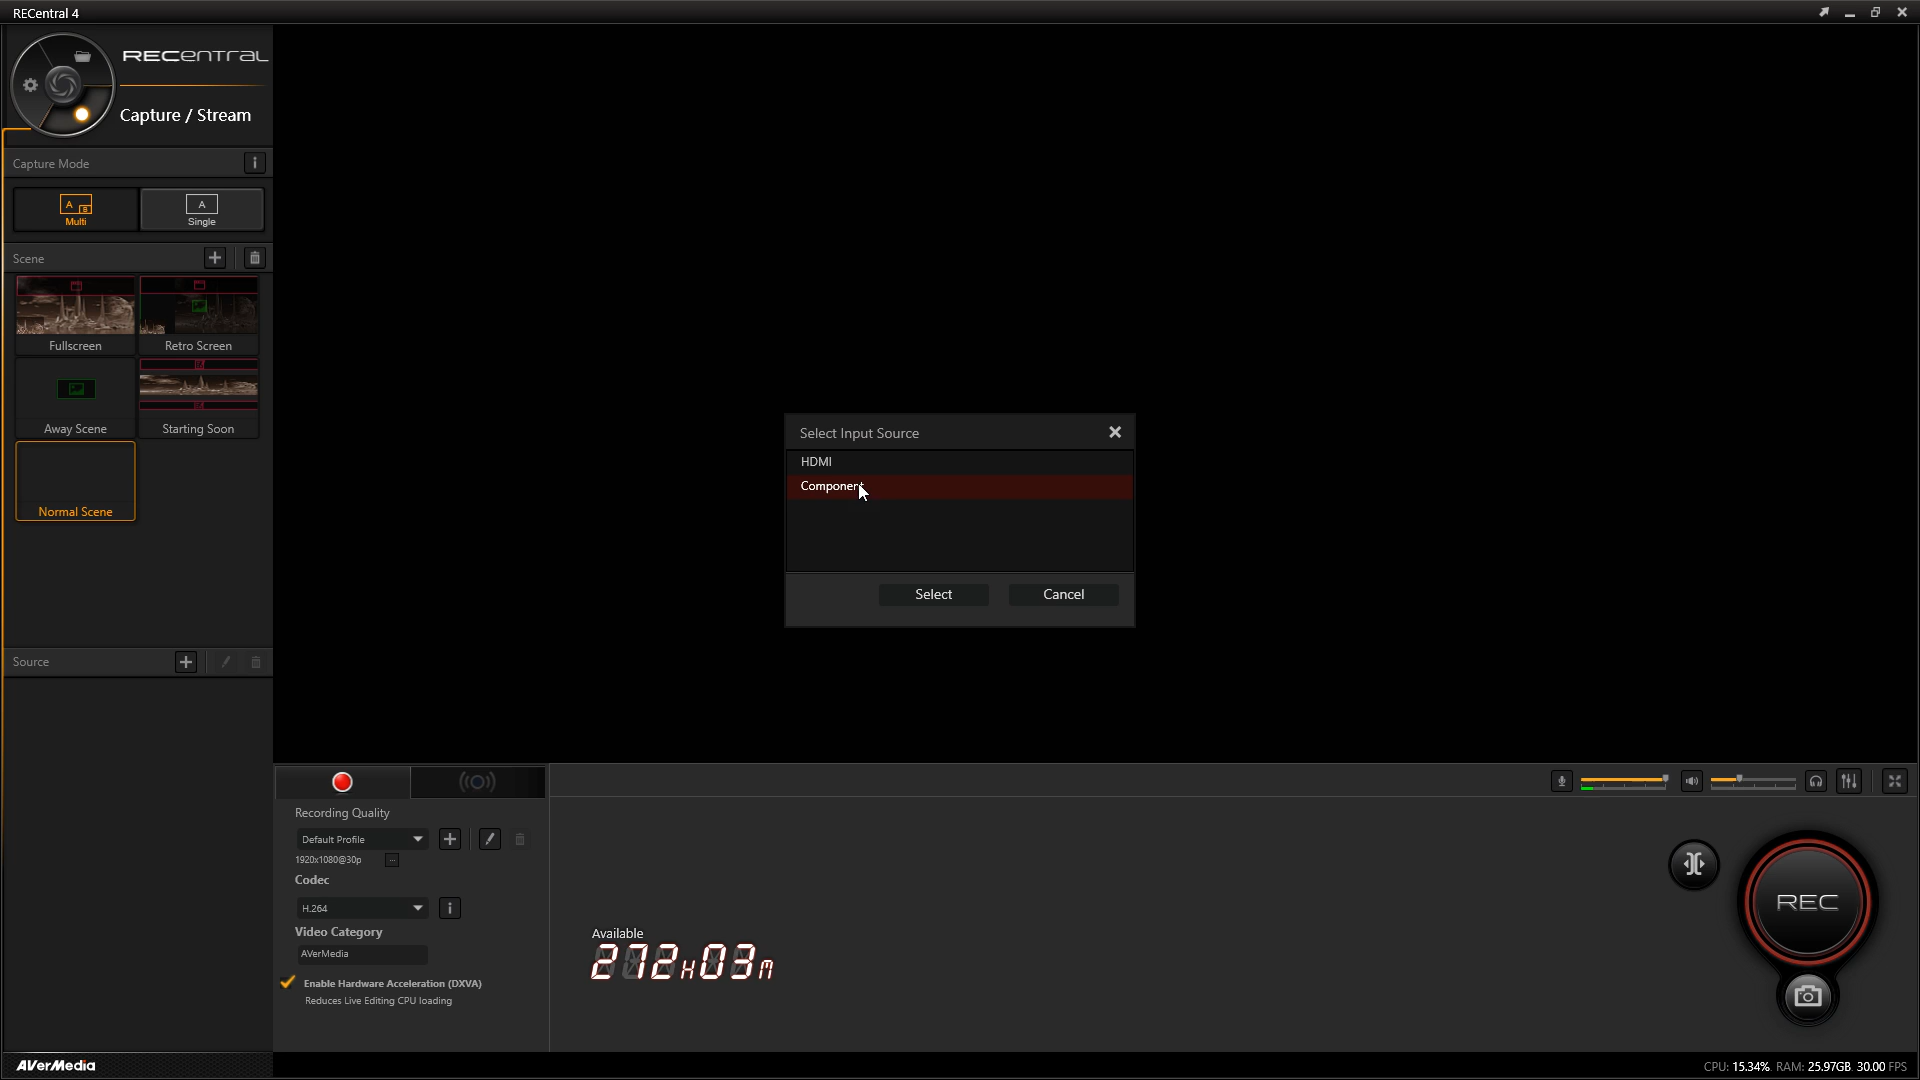 RECentral 4
RECentral
Capture / Stream
Capture Mode
i
A B
Multi
A
Single
Scene
Fullscreen
Retro Screen
Away Scene
Starting Soon
Normal Scene
Select Input Source
HDMI
Component
Select
Cancel
Source
Recording Quality
Default Profile
1920x1080@30p
...
Codec
H.264
i
Video Category
AVerMedia
Enable Hardware Acceleration (DXVA)
Reduces Live Editing CPU loading
Available
272H03M
REC
AVerMedia
CPU: 15.34% RAM: 25.97GB 30.00 FPS